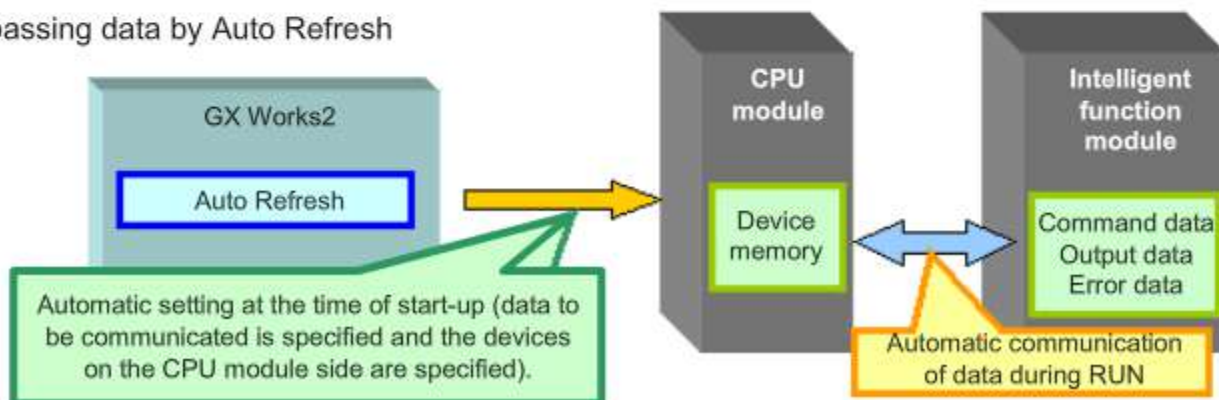 passing data by Auto Refresh
GX Works2
Auto Refresh
Automatic setting at the time of start-up (data to
be communicated is specified and the devices
on the CPU module side are specified).
CPU
module
Device
memory
Intelligent
function
module
Command data
Output data
Error data
Automatic communication
of data during RUN